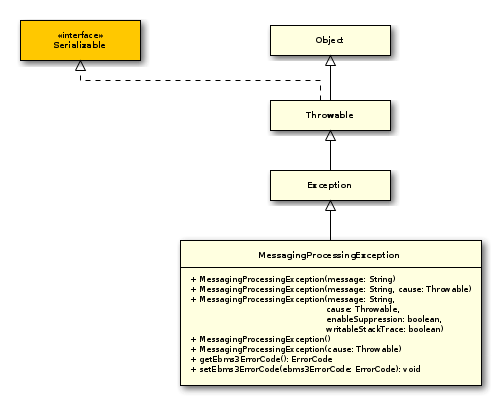 «interface»
Serializable
Object
Throwable
Exception
MessagingProcessingException
+ MessagingProcessingException(message: String)
+ MessagingProcessingException(message: String, cause: Throwable)
+ MessagingProcessingException(message: String,
cause: Throwable,
enableSuppression: boolean,
writableStackTrace: boolean)
+ MessagingProcessingException()
+ MessagingProcessingException(cause: Throwable)
+ getEbms3ErrorCode(): ErrorCode
+ setEbms3ErrorCode(ebms3ErrorCode: ErrorCode): void